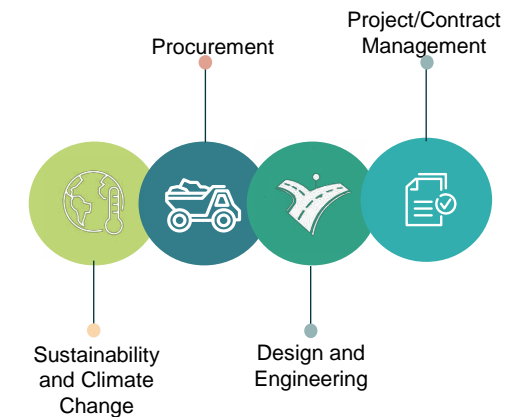 Procurement
Project/Contract
Management
Sustainability
and Climate
Change
Design and
Engineering